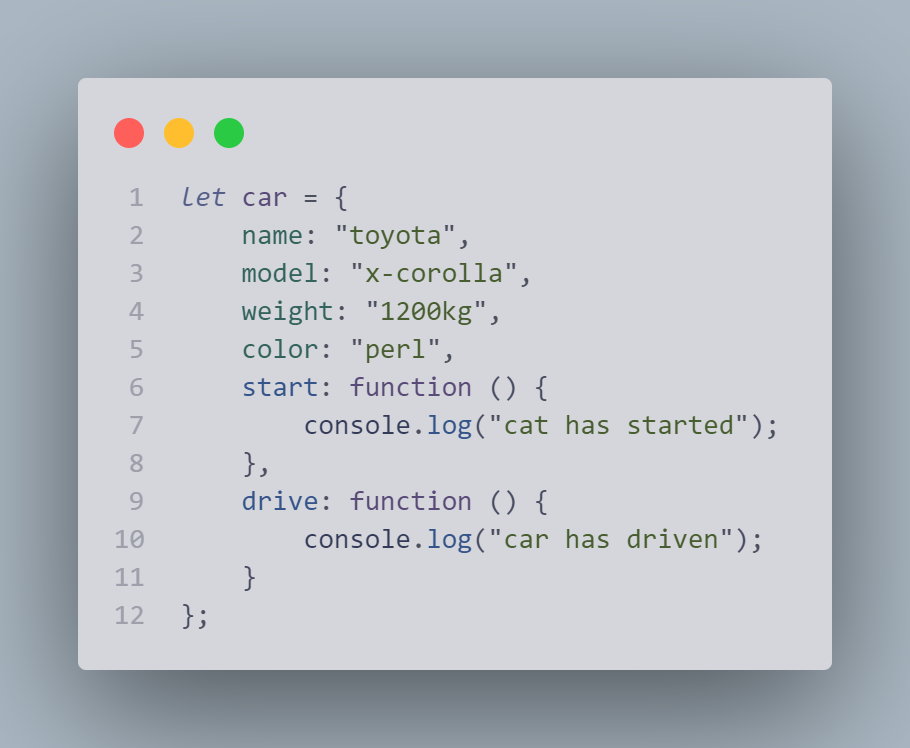 1 let car = {
2     name: "toyota",
3     model: "x-corolla",
4     weight: "1200kg",
5     color: "perl",
6     start: function () {
7         console.log("cat has started");
8     },
9     drive: function () {
10         console.log("car has driven");
11     }
12 };